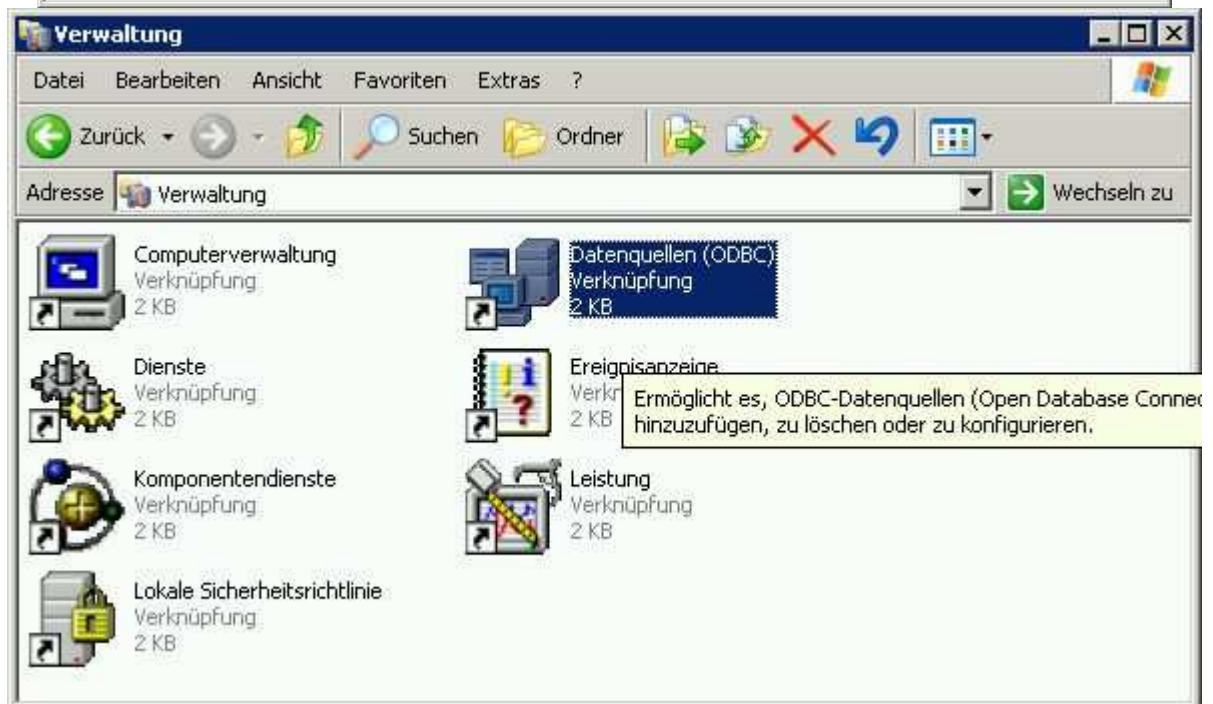 Verwaltung
Datei Bearbeiten Ansicht Favoriten Extras ?
Zurück Suchen Ordner
Adresse Verwaltung Wechseln zu
Computerverwaltung
Verknüpfung
2 KB
Datenquellen (ODBC)
Verknüpfung
2 KB
Dienste
Verknüpfung
2 KB
Ereignisanzeige
2 KB
Ermöglicht es, ODBC-Datenquellen (Open Database
hinzuzufügen, zu löschen oder zu konfigurieren.
Komponentendienste
Verknüpfung
2 KB
Leistung
Verknüpfung
2 KB
Lokale Sicherheitsrichtlinie
Verknüpfung
2 KB